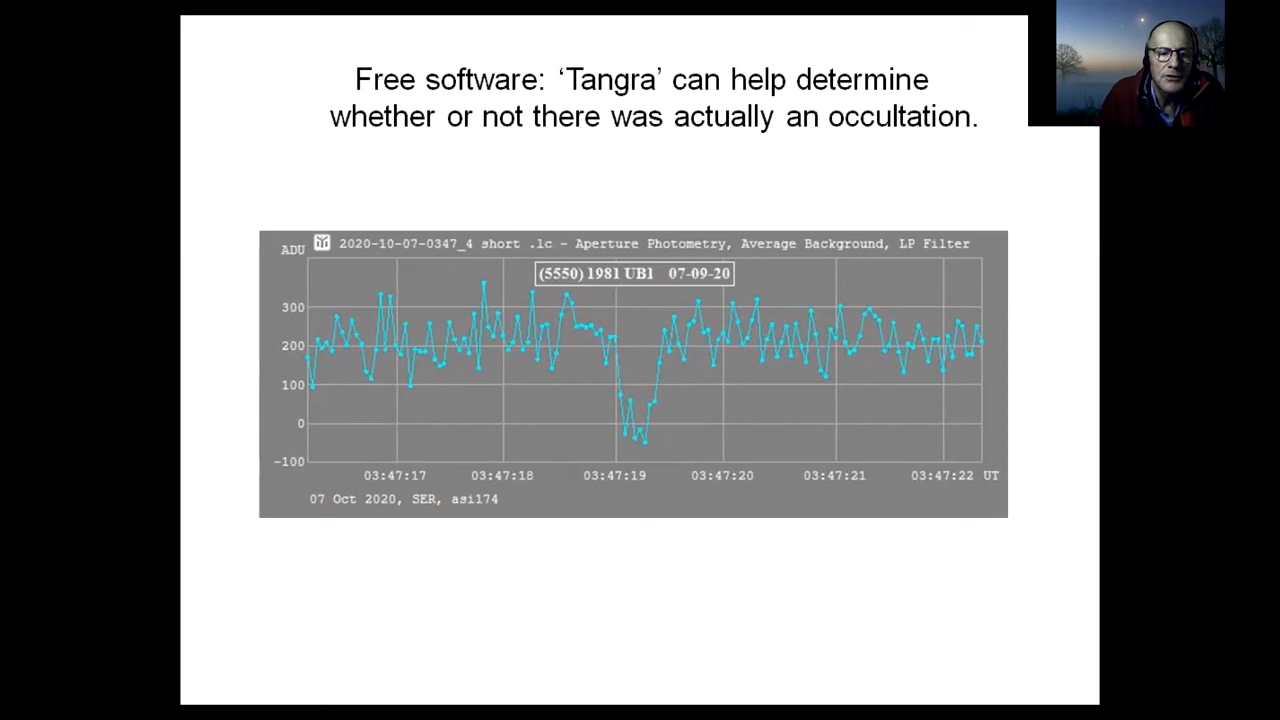 Free software: ‘Tangra’ can help determine
whether or not there was actually an occultation.
ADU 2020-10-07-0347_4 short .lc - Aperture Photometry, Average Background, LP Filter
(5550) 1981 UB1 07-09-20
300
200
100
0
-100
03:47:17 03:47:18 03:47:19 03:47:20 03:47:21 03:47:22 UT
07 Oct 2020, SER, asi174